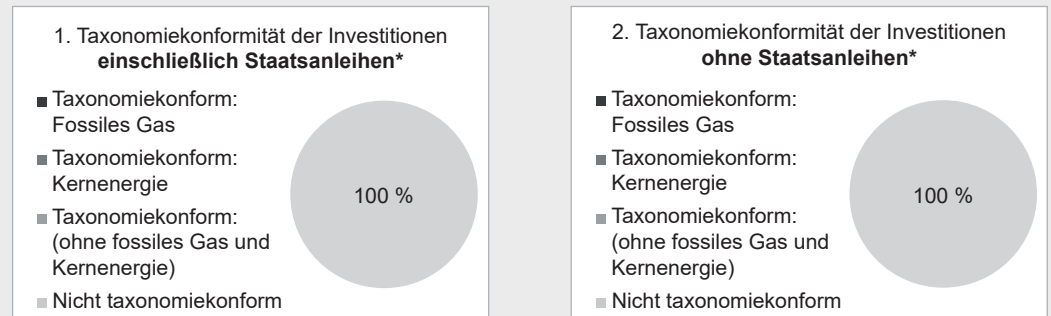 1. Taxonomiekonformität der Investitionen
einschließlich Staatsanleihen*
Taxonomiekonform:
Fossiles Gas
Taxonomiekonform:
Kernenergie
Taxonomiekonform:
(ohne fossiles Gas und
Kernenergie)
Nicht taxonomiekonform
100 %
2. Taxonomiekonformität der Investitionen
ohne Staatsanleihen*
Taxonomiekonform:
Fossiles Gas
Taxonomiekonform:
Kernenergie
Taxonomiekonform:
(ohne fossiles Gas und
Kernenergie)
Nicht taxonomiekonform
100 %